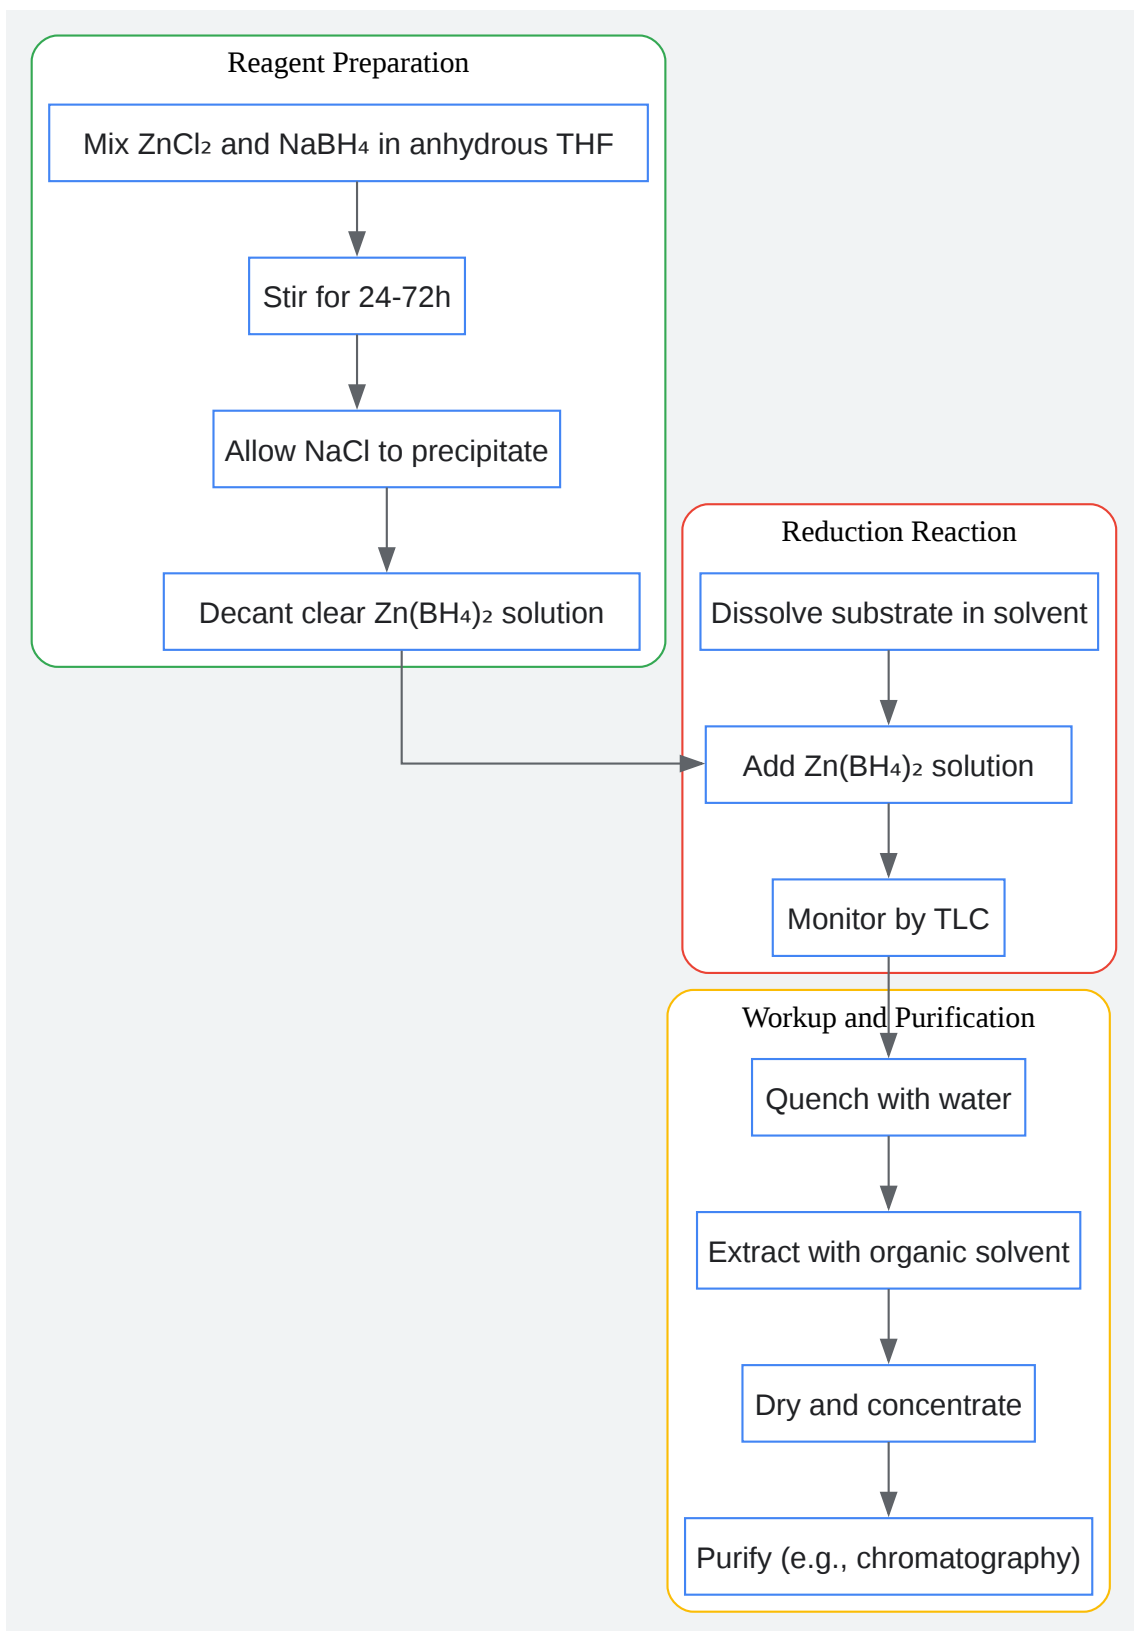 Reagent Preparation
Mix ZnCl₂ and NaBH₄ in anhydrous THF
Stir for 24-72h
Allow NaCl to precipitate
Decant clear Zn(BH₄)₂ solution
Reduction Reaction
Dissolve substrate in solvent
Add Zn(BH₄)₂ solution
Monitor by TLC
Workup and Purification
Quench with water
Extract with organic solvent
Dry and concentrate
Purify (e.g., chromatography)